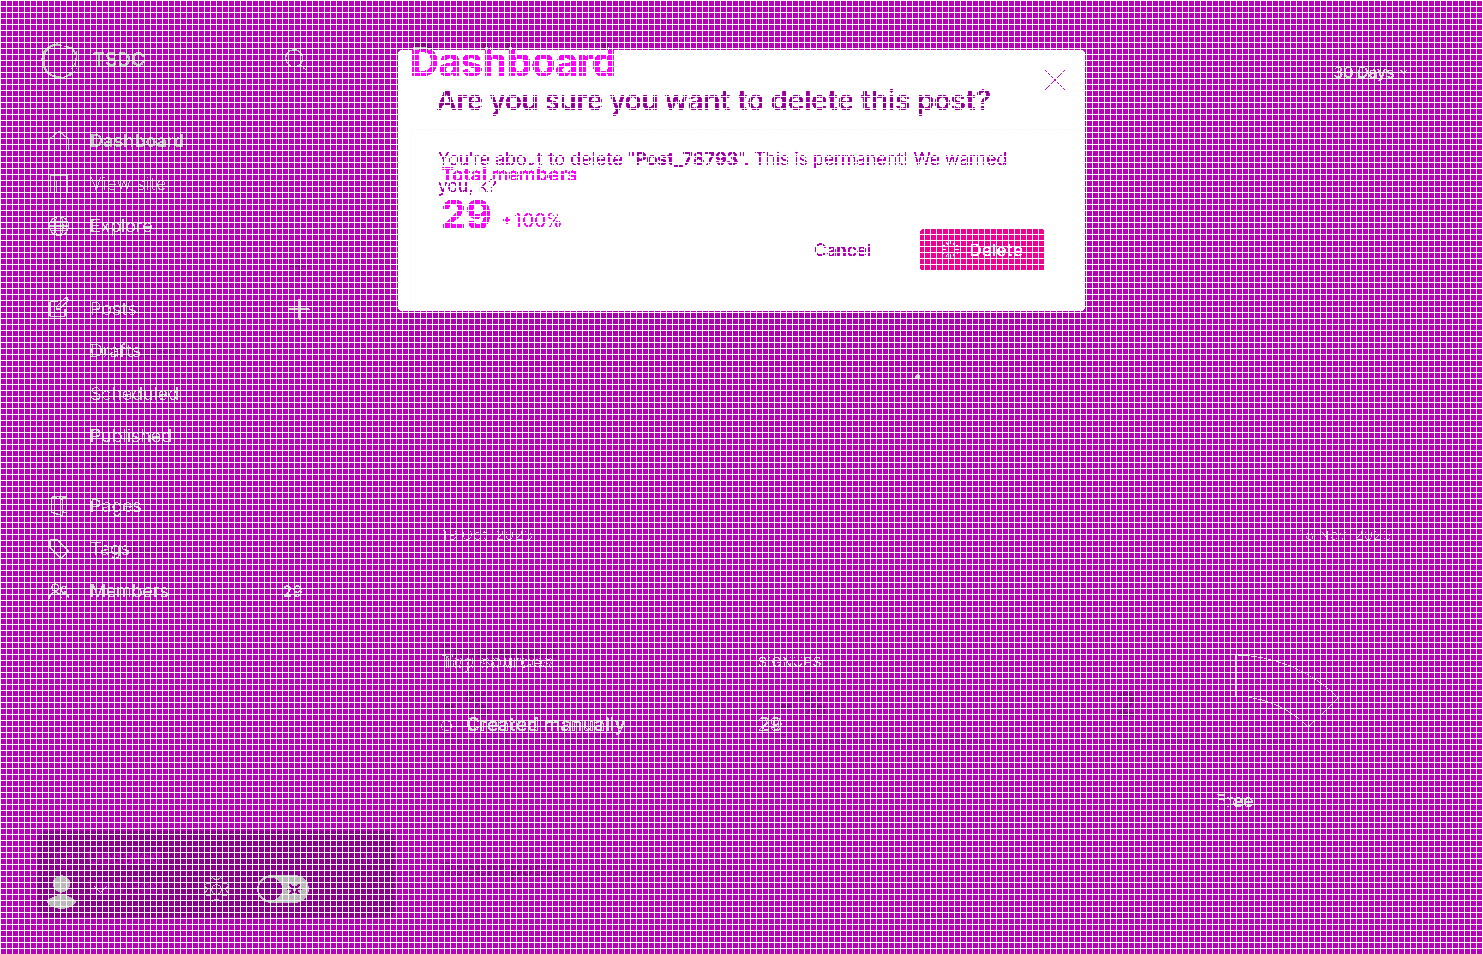 TSDC
Dashboard
30 Days
Are you sure you want to delete this post?
Dashboard
You're about to delete "Post_78793". This is permanent! We warned
you, k?
Total members
View site
29 +100%
Explore
Cancel
Delete
Posts
Drafts
Scheduled
Published
Pages
Tags
Members 29
Top sources
SIGNUPS
Created manually
29
Free